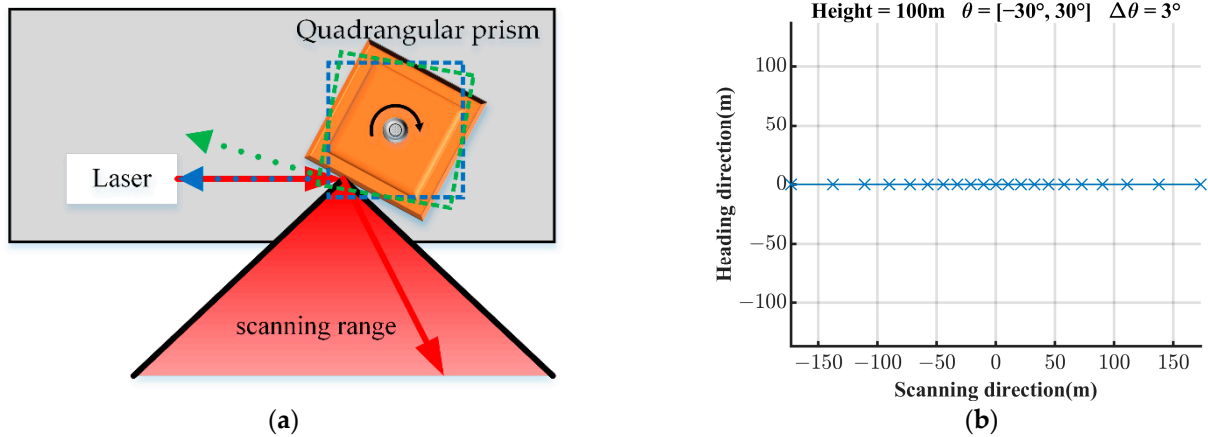 Quadrangular prism
Laser
scanning range
(a)
Height = 100m θ = [−30°, 30°] Δθ = 3°
Heading direction(m)
100
50
0
−50
−100
−150 −100 −50 0 50 100 150
Scanning direction(m)
(b)